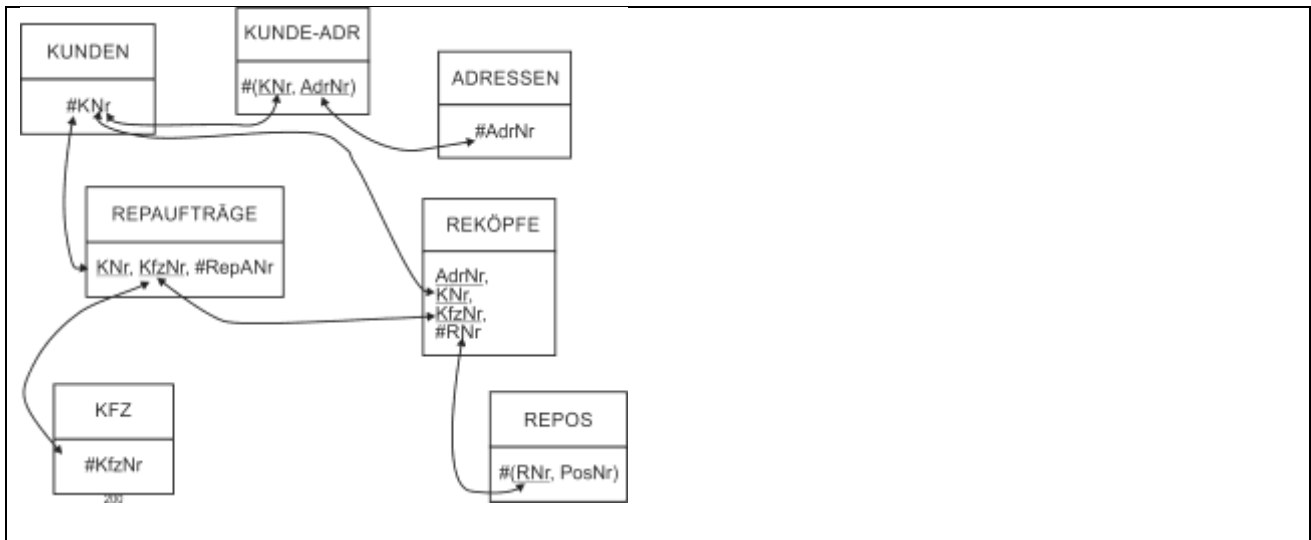 KUNDEN
#KNr
KUNDE-ADR
#(KNr, AdrNr)
ADRESSEN
#AdrNr
REPAUFTRÄGE
KNr, KfzNr, #RepANr
REKÖPFE
AdrNr,
KNr,
KfzNr,
#RNr
KFZ
#KfzNr
200
REPOS
#(RNr, PosNr)